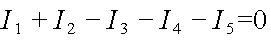 I₁ + I₂ − I₃ − I₄ − I₅=0